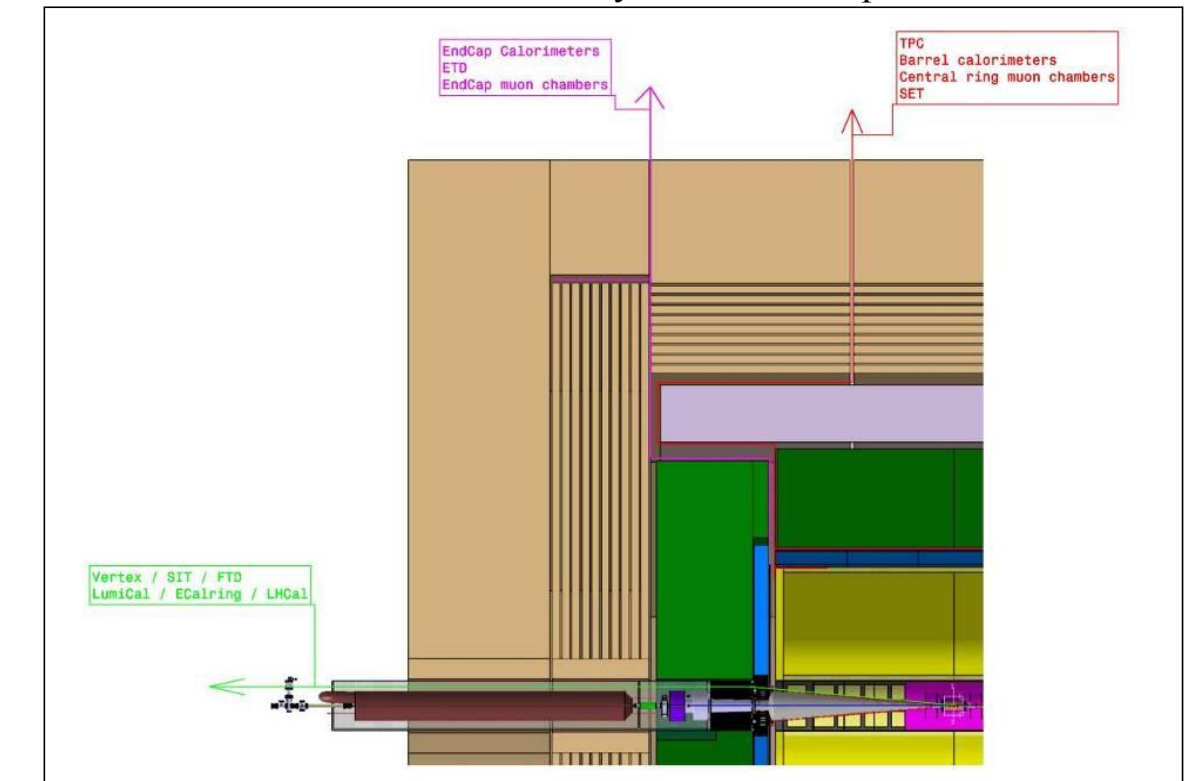 EndCap Calorimeters
ETD
EndCap muon chambers
TPC
Barrel calorimeters
Central ring muon chambers
SET
Vertex / SIT / FTD
LumiCal / ECalring / LHCal